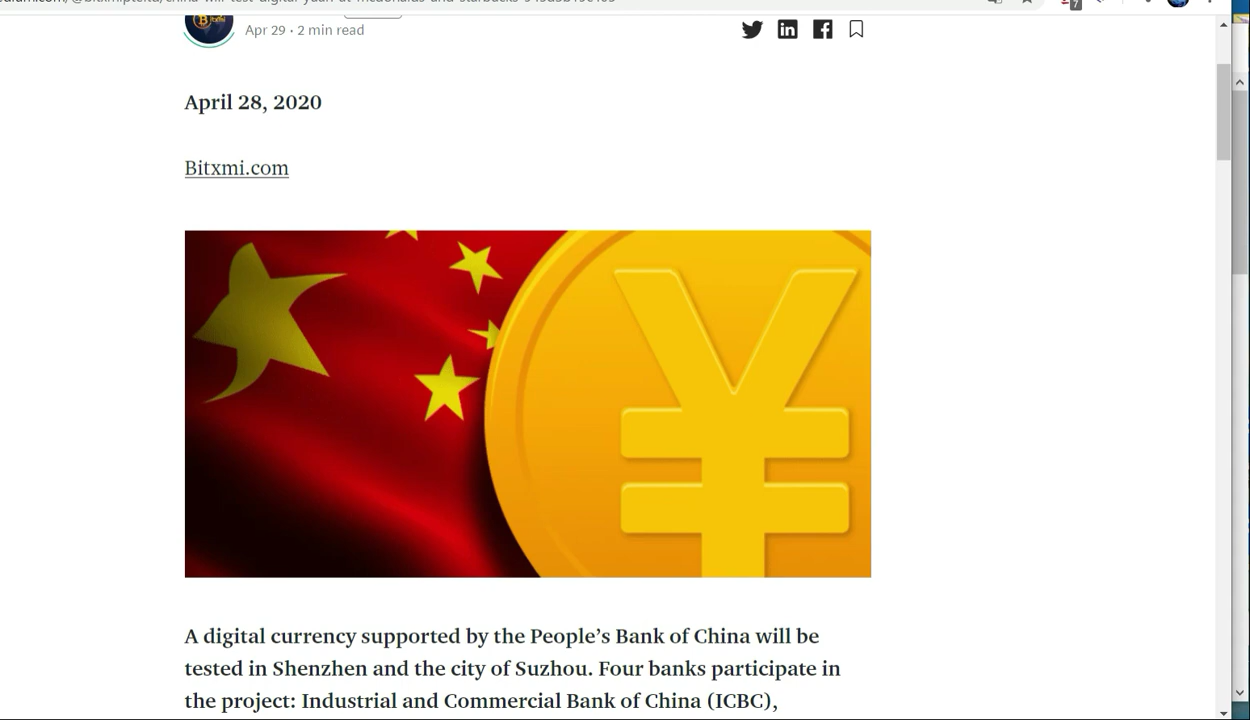 Apr 29 · 2 min read
April 28, 2020
Bitxmi.com
¥
A digital currency supported by the People’s Bank of China will be
tested in Shenzhen and the city of Suzhou. Four banks participate in
the project: Industrial and Commercial Bank of China (ICBC),